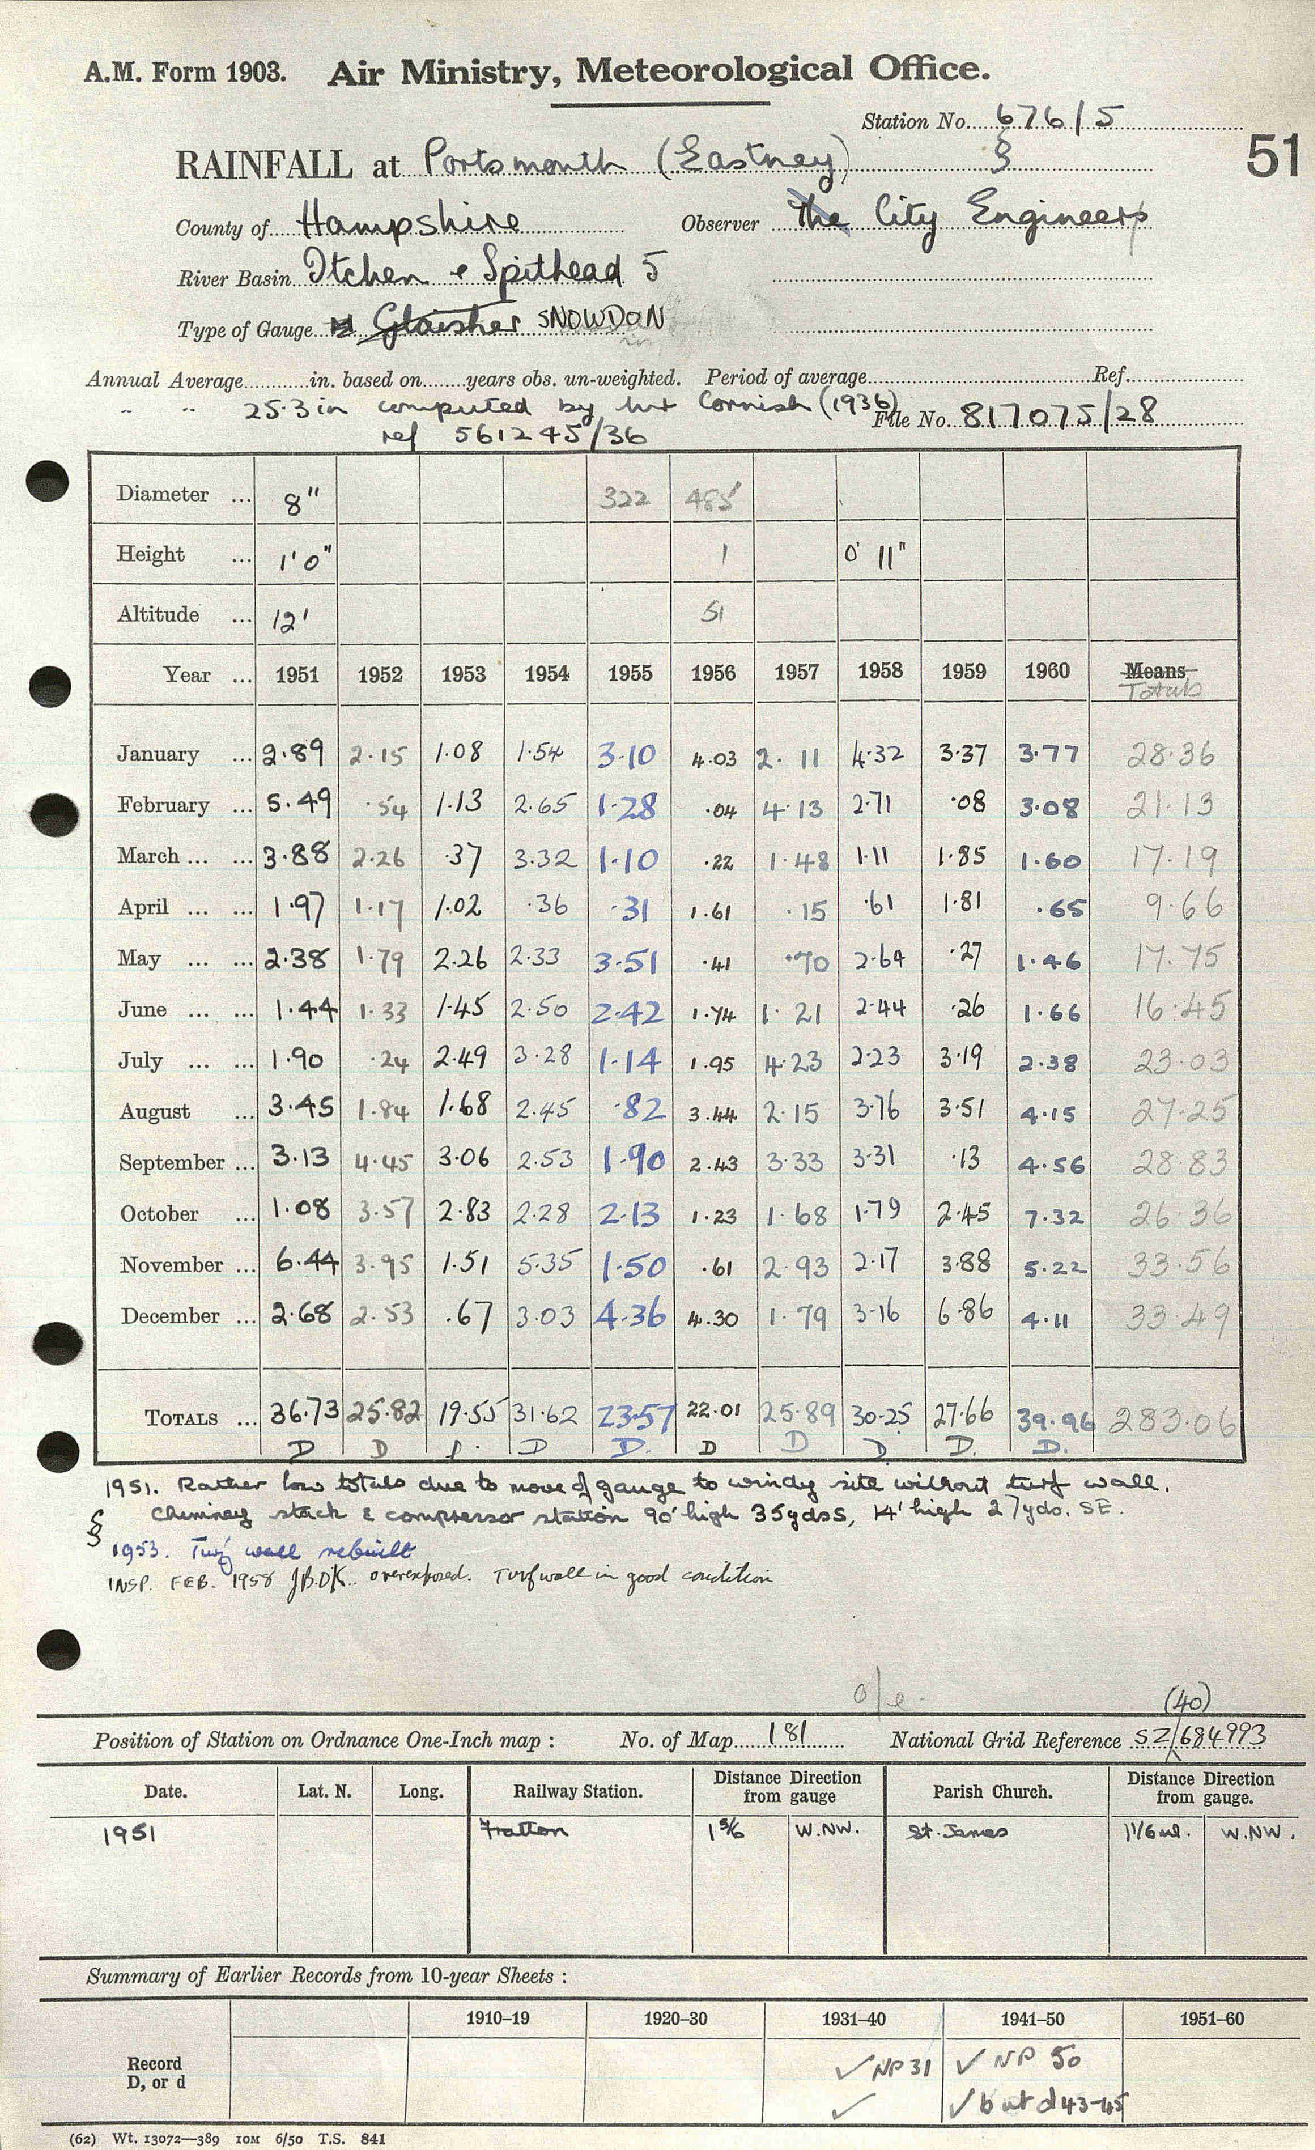 A.M. Form 1903. Air Ministry, Meteorological Office.
Station No. 676/5
51
RAINFALL at Portsmouth (Eastney) §
County of Hampshire Observer The City Engineers
River Basin Itchen & Spithead 5
Type of Gauge Glaisher SNOWDON
Annual Average in. based on years obs. un-weighted. Period of average Ref.
" " 25.3 in computed by Mr Cornish (1936) File No. 817075/28
ref 561245/36
Diameter ... 8" 322 485
Height ... 1' 0" 1 0' 11"
Altitude ... 12' 51
Year ... 1951 1952 1953 1954 1955 1956 1957 1958 1959 1960 Means
Totals
January ... 2.89 2.15 1.08 1.54 3.10 4.03 2.11 4.32 3.37 3.77 28.36
February ... 5.49 .54 1.13 2.65 1.28 .04 4.13 2.71 .08 3.08 21.13
March ... ... 3.88 2.26 .37 3.32 1.10 .22 1.48 1.11 1.85 1.60 17.19
April ... ... 1.97 1.17 1.02 .36 .31 1.61 .15 .61 1.81 .65 9.66
May ... ... 2.38 1.79 2.26 2.33 3.51 .41 .70 2.64 .27 1.46 17.75
June ... ... 1.44 1.33 1.45 2.50 2.42 1.74 1.21 2.44 .26 1.66 16.45
July ... ... 1.90 .24 2.49 3.28 1.14 1.95 4.23 2.23 3.19 2.38 23.03
August ... 3.45 1.84 1.68 2.45 .82 3.44 2.15 3.76 3.51 4.15 27.25
September ... 3.13 4.45 3.06 2.53 1.90 2.43 3.33 3.31 .13 4.56 28.83
October ... 1.08 3.57 2.83 2.28 2.13 1.23 1.68 1.79 2.45 7.32 26.36
November ... 6.44 3.95 1.51 5.35 1.50 .61 2.93 2.17 3.88 5.22 33.56
December ... 2.68 2.53 .67 3.03 4.36 4.30 1.79 3.16 6.86 4.11 33.49
TOTALS ... 36.73 25.82 19.55 31.62 23.57 22.01 25.89 30.25 27.66 39.96 283.06
D D D D. D D D. D. D.
1951. Rather low totals due to move of gauge to windy site without turf wall.
Chimney stack & compressor station 90' high 35yds S, 14' high 27yds. SE.
§
1953. Turf wall rebuilt
INSP. FEB. 1958 overexposed. Turf wall in good condition
o/e.
(40)
Position of Station on Ordnance One-Inch map : No. of Map 181 National Grid Reference SZ/684993
Date. Lat. N. Long. Railway Station. Distance Direction from gauge Parish Church. Distance Direction from gauge.
1951 Fratton 1 5/6 W.NW. St. James 1 1/6 ml. W.NW.
Summary of Earlier Records from 10-year Sheets :
1910–19 1920–30 1931–40 1941–50 1951–60
Record ✓ NP 31 ✓ NP 50
D, or d ✓ ✓ but d 43-45
(62) Wt. 13072—389 10M 6/50 T.S. 841